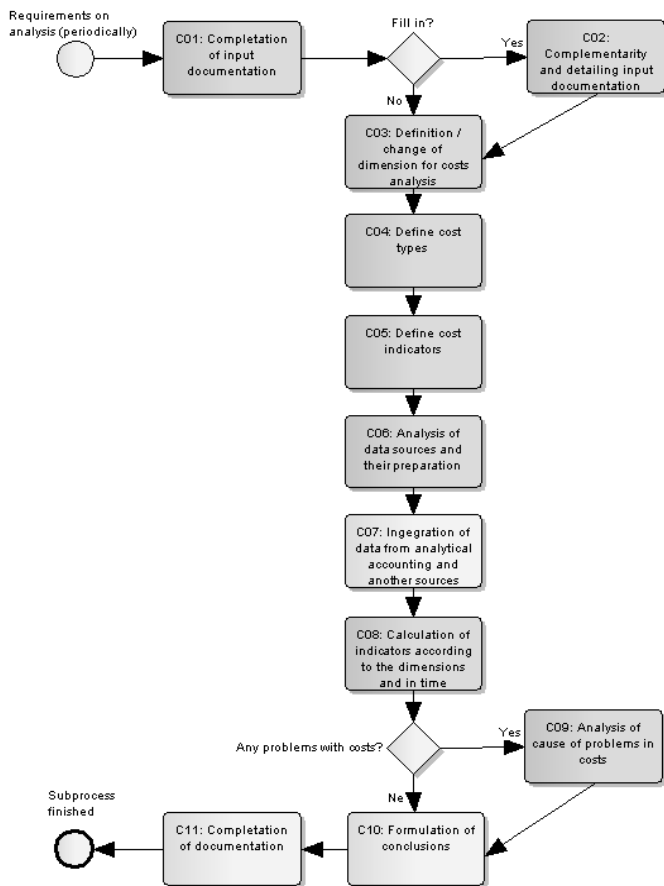 Requirements on
analysis (periodically)
C01: Completation
of input
documentation
Fill in?
Yes
C02:
Complementarity
and detailing input
documentation
No
C03: Definition /
change of
dimension for costs
analysis
C04: Define cost
types
C05: Define cost
indicators
C06: Analysis of
data sources and
their preparation
C07: Ingegration of
data from analytical
accounting and
another sources
C08: Calculation of
indicators according
to the dimensions
and in time
Any problems with costs?
Yes
C09: Analysis of
cause of problems in
costs
Ne
Subprocess
finished
C11: Completation
of documentation
C10: Formulation of
conclusions